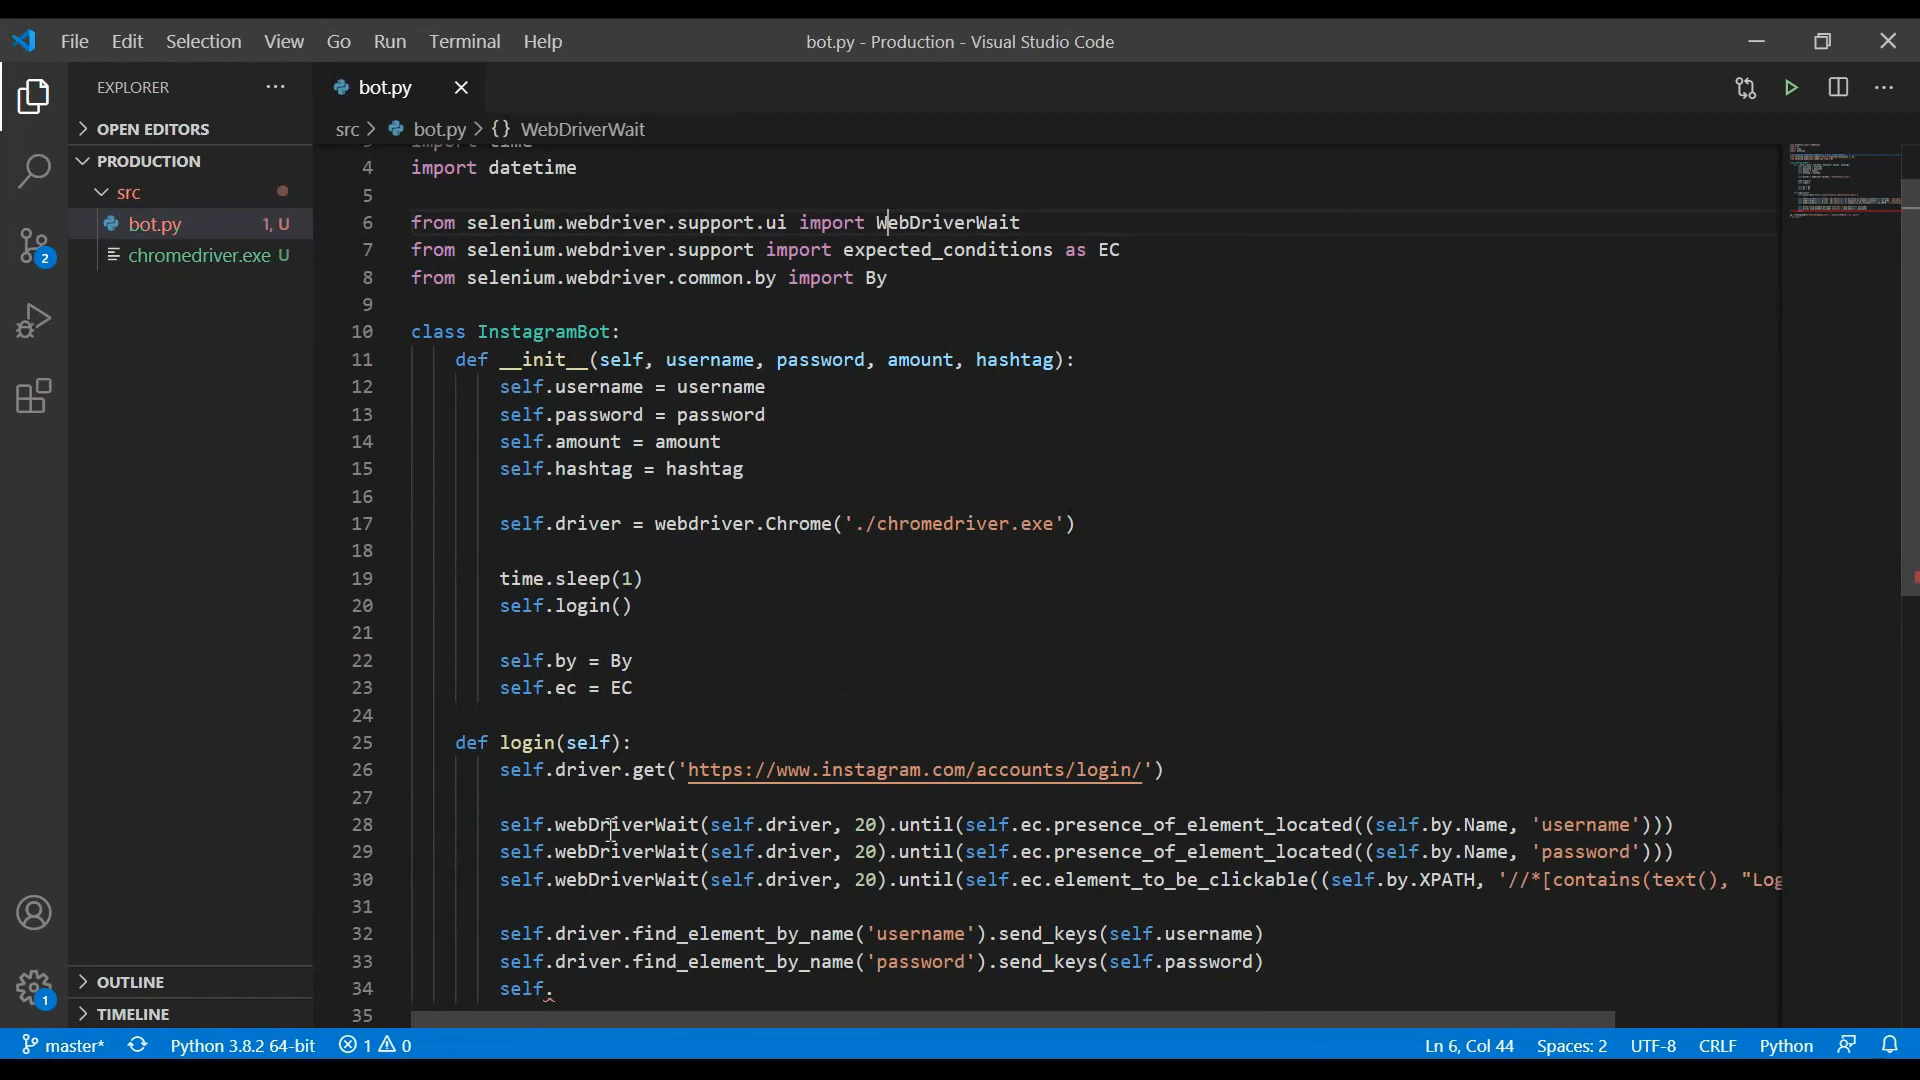 File Edit Selection View Go Run Terminal Help
bot.py - Production - Visual Studio Code
EXPLORER
bot.py
OPEN EDITORS
src > bot.py > {} WebDriverWait
PRODUCTION
src
bot.py 1, U
chromedriver.exe U
import time
4 import datetime
5
6 from selenium.webdriver.support.ui import WebDriverWait
7 from selenium.webdriver.support import expected_conditions as EC
8 from selenium.webdriver.common.by import By
9
10 class InstagramBot:
11 def __init__(self, username, password, amount, hashtag):
12 self.username = username
13 self.password = password
14 self.amount = amount
15 self.hashtag = hashtag
16
17 self.driver = webdriver.Chrome('./chromedriver.exe')
18
19 time.sleep(1)
20 self.login()
21
22 self.by = By
23 self.ec = EC
24
25 def login(self):
26 self.driver.get('https://www.instagram.com/accounts/login/')
27
28 self.webDriverWait(self.driver, 20).until(self.ec.presence_of_element_located((self.by.Name, 'username')))
29 self.webDriverWait(self.driver, 20).until(self.ec.presence_of_element_located((self.by.Name, 'password')))
30 self.webDriverWait(self.driver, 20).until(self.ec.element_to_be_clickable((self.by.XPATH, '//*[contains(text(), "Log
31
32 self.driver.find_element_by_name('username').send_keys(self.username)
33 self.driver.find_element_by_name('password').send_keys(self.password)
34 self.
35
2
1
OUTLINE
TIMELINE
master* Python 3.8.2 64-bit 1 0 Ln 6, Col 44 Spaces: 2 UTF-8 CRLF Python